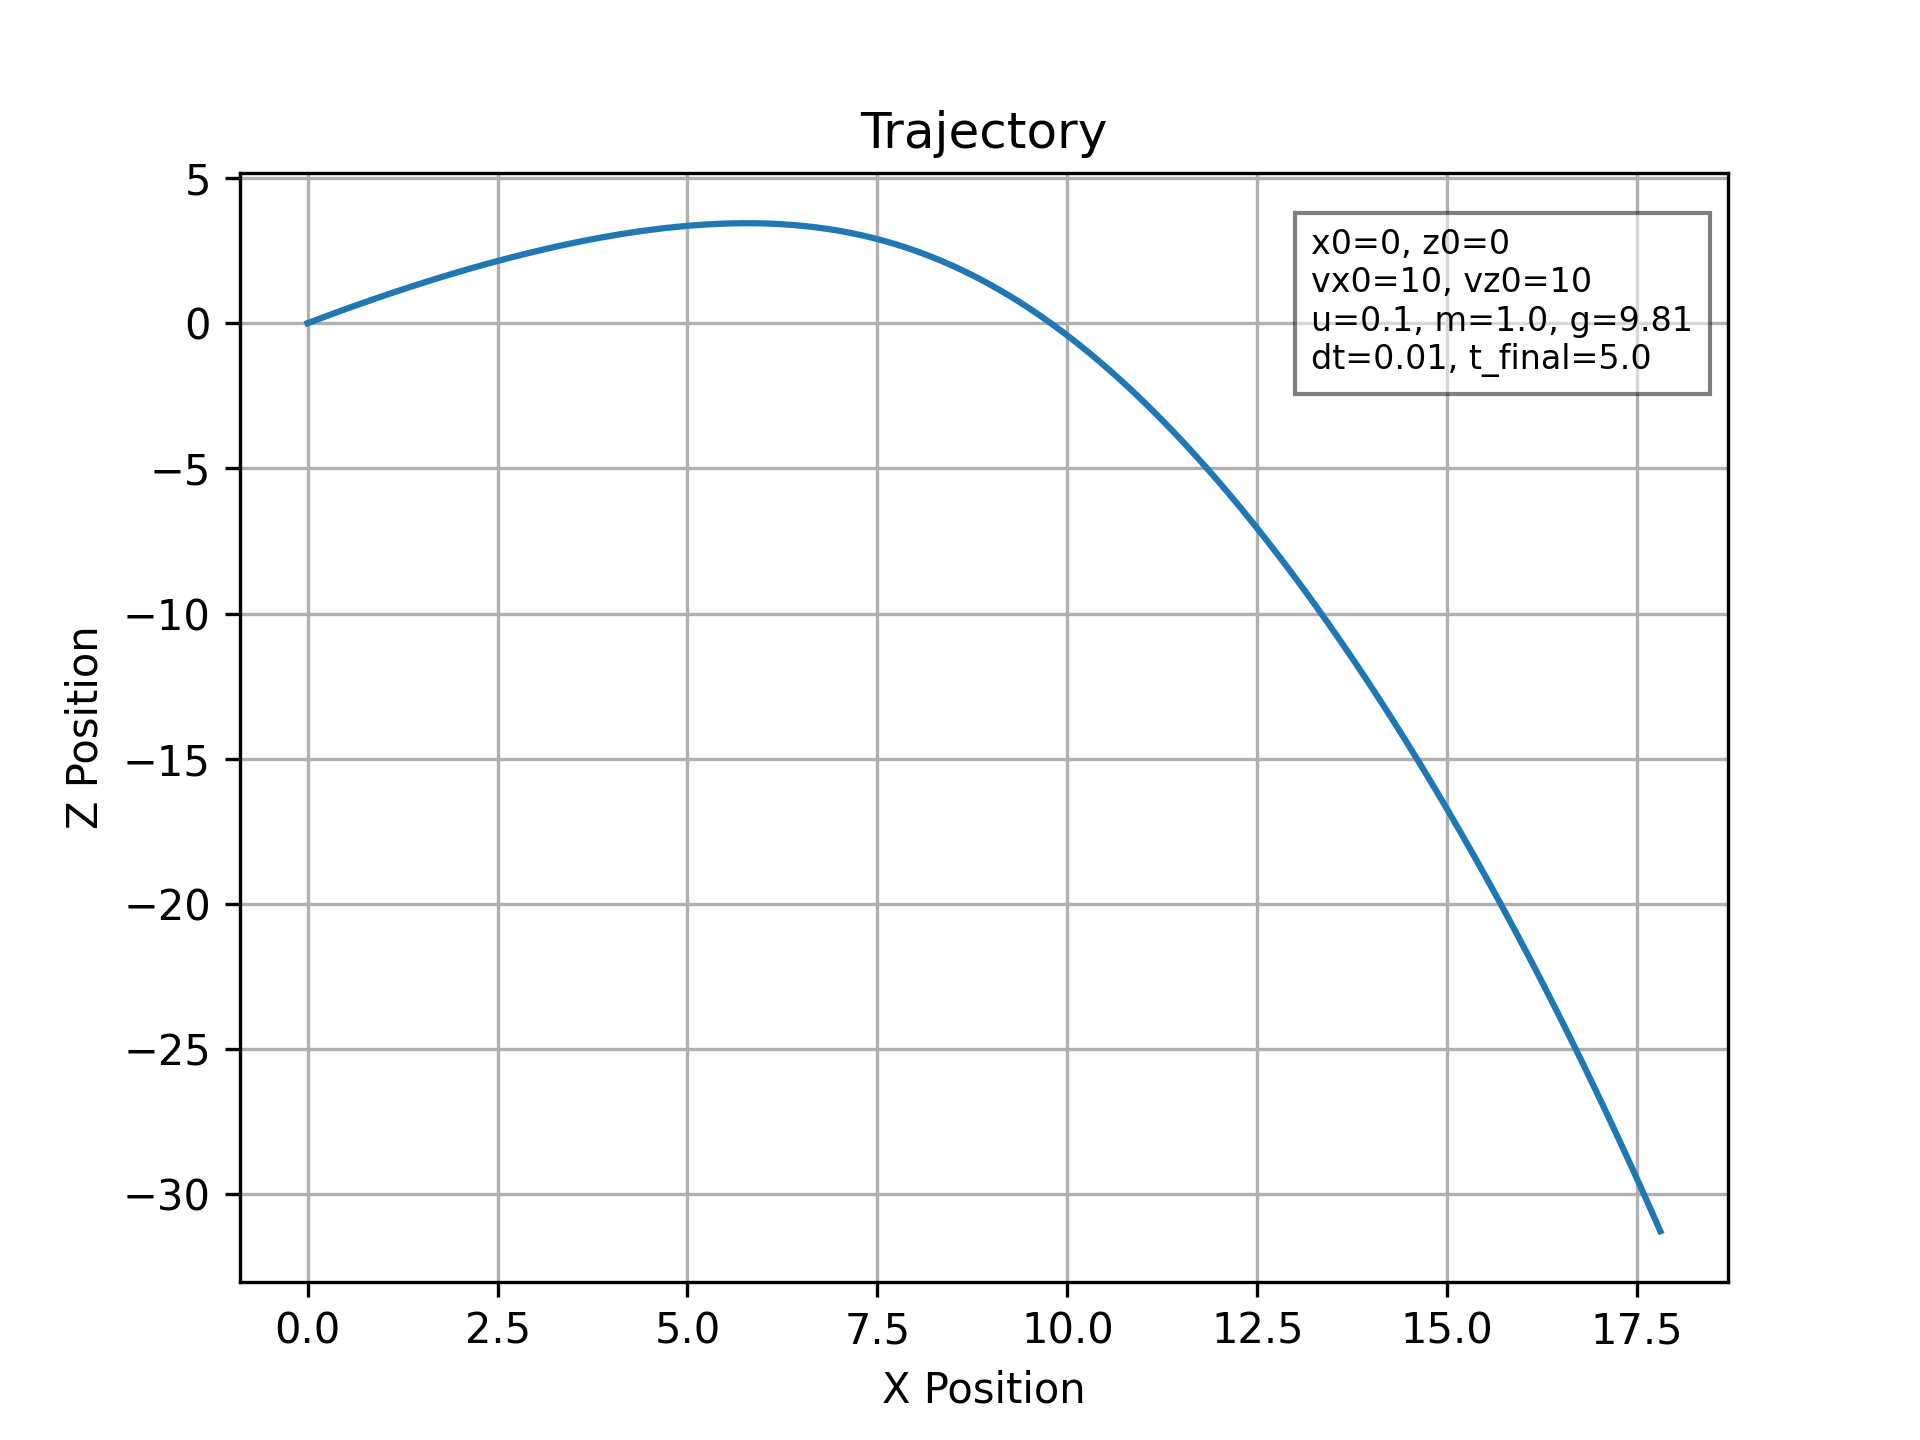 Trajectory
5
0
−5
−10
−15
−20
−25
−30
Z Position
x0=0, z0=0
vx0=10, vz0=10
u=0.1, m=1.0, g=9.81
dt=0.01, t_final=5.0
0.0 2.5 5.0 7.5 10.0 12.5 15.0 17.5
X Position